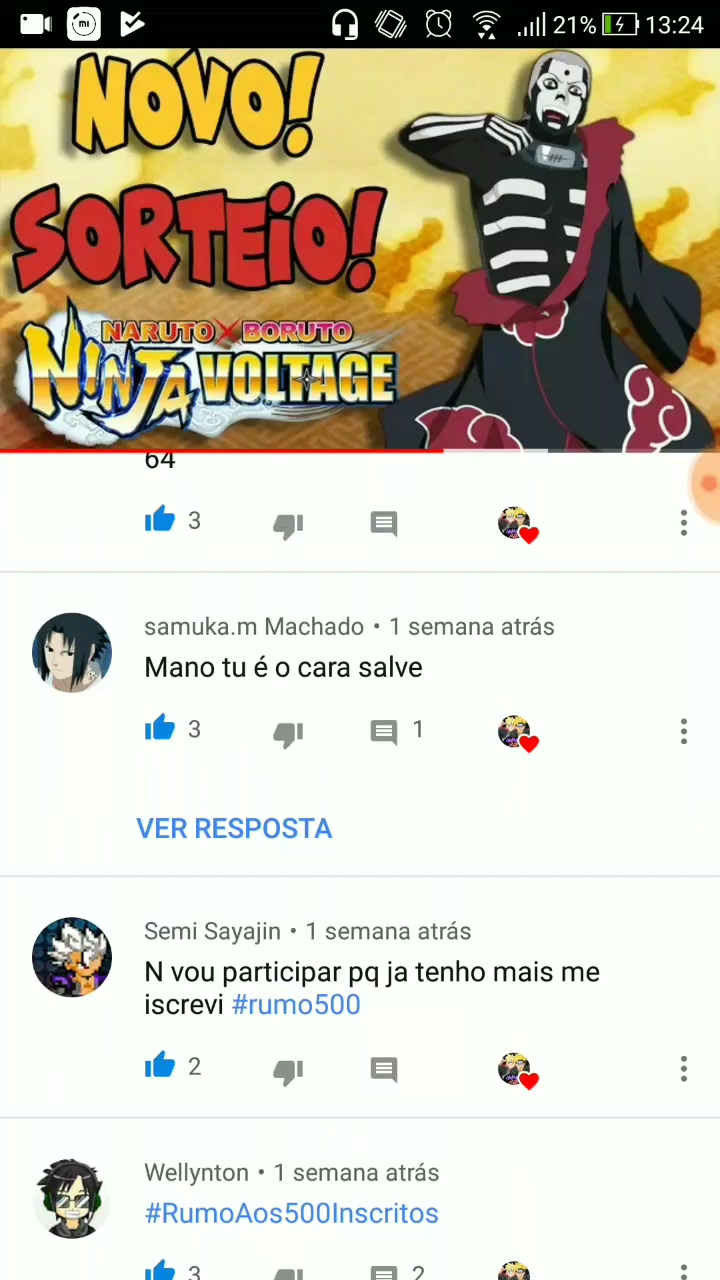 21% 13:24
NOVO!
SORTEIO!
NARUTO X BORUTO
NINJA VOLTAGE
64
3
samuka.m Machado • 1 semana atrás
Mano tu é o cara salve
3 1
VER RESPOSTA
Semi Sayajin • 1 semana atrás
N vou participar pq ja tenho mais me
iscrevi #rumo500
2
Wellynton • 1 semana atrás
#RumoAos500Inscritos
3 2